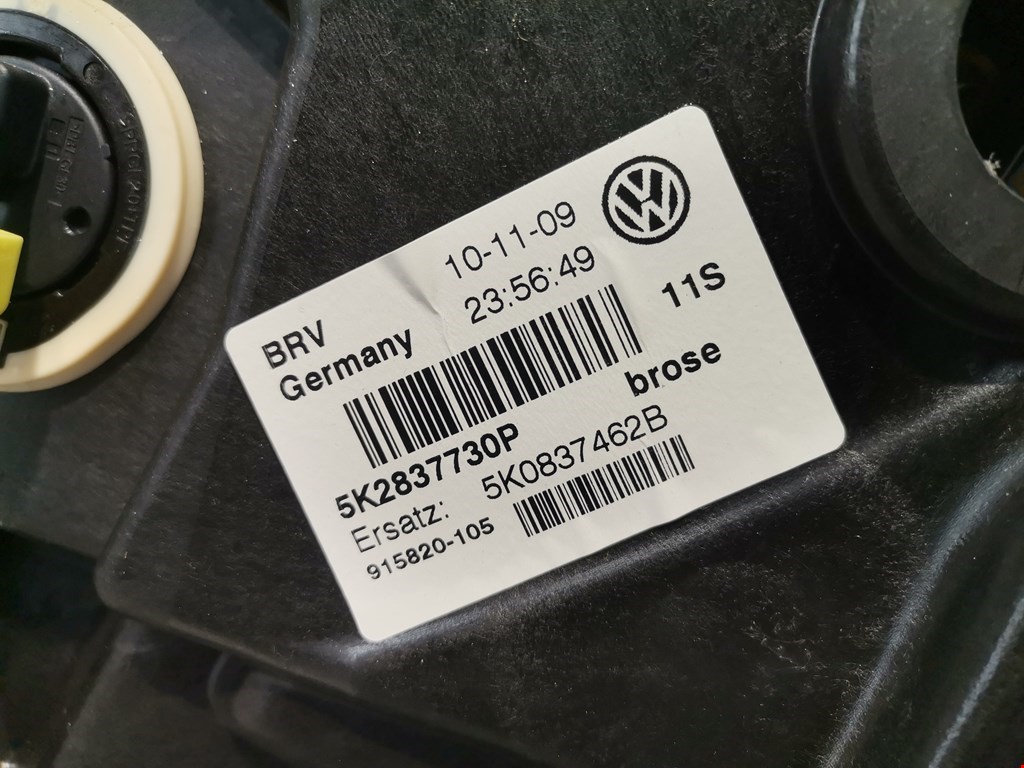 10-11-09
23:56:49
11S
BRV
Germany
brose
5K2837730P
Ersatz: 5K0837462B
915820-105